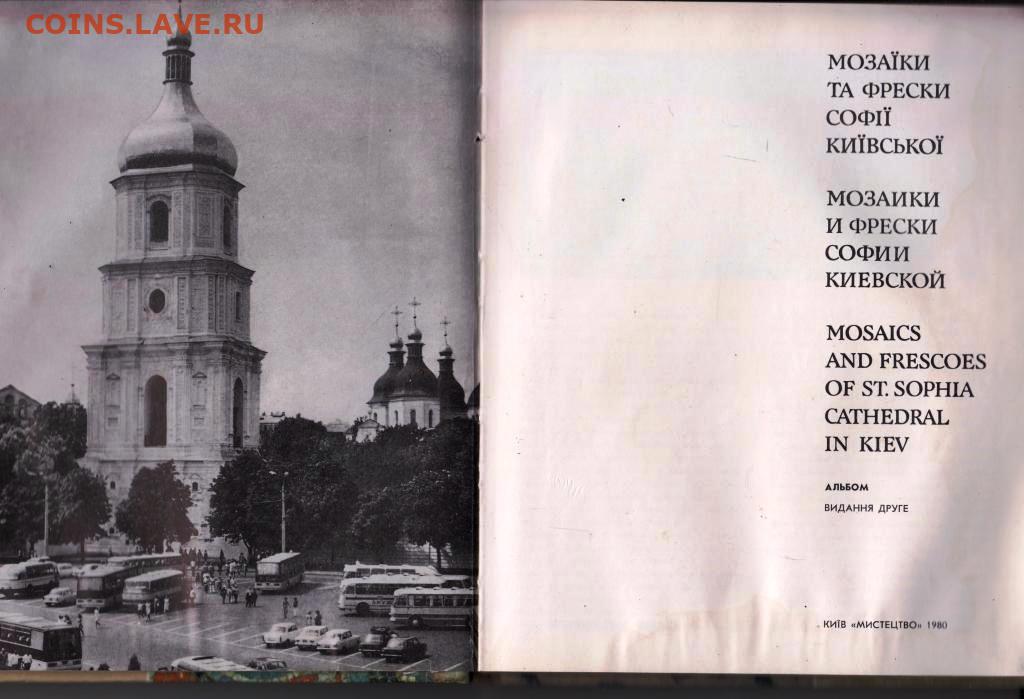 COINS.LAVE.RU
МОЗАЇКИ
ТА ФРЕСКИ
СОФІЇ
КИЇВСЬКОЇ
МОЗАИКИ
И ФРЕСКИ
СОФИИ
КИЕВСКОЙ
MOSAICS
AND FRESCOES
OF ST. SOPHIA
CATHEDRAL
IN KIEV
АЛЬБОМ
ВИДАННЯ ДРУГЕ
КИЇВ «МИСТЕЦТВО» 1980